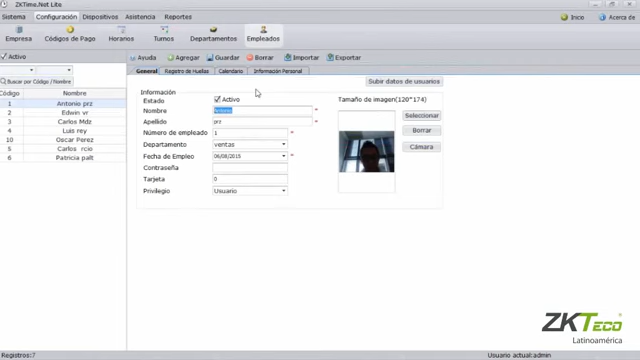 ZKTime.Net Lite
Sistema Configuración Dispositivos Asistencia Reportes
Inicio Acerca de
Empresa Códigos de Pago Horarios Turnos Departamentos Empleados
Activo
Ayuda Agregar Guardar Borrar Importar Exportar
General Registro de Huellas Calendario Información Personal
Buscar por Código / Nombre
Subir datos de usuarios
Código Nombre
1 Antonio prz
2 Edwin vr
3 Carlos Mdz
4 Luis rey
10 Oscar Perez
5 Carlos rcio
6 Patricia palt
Información
Estado Activo
Nombre
Apellido prz
Número de empleado 1
Departamento ventas
Fecha de Empleo 06/08/2015
Contraseña
Tarjeta 0
Privilegio Usuario
Tamaño de imagen(120*174)
Seleccionar
Borrar
Cámara
ZKTeco
Latinoamérica
Registros:7
Usuario actual:admin